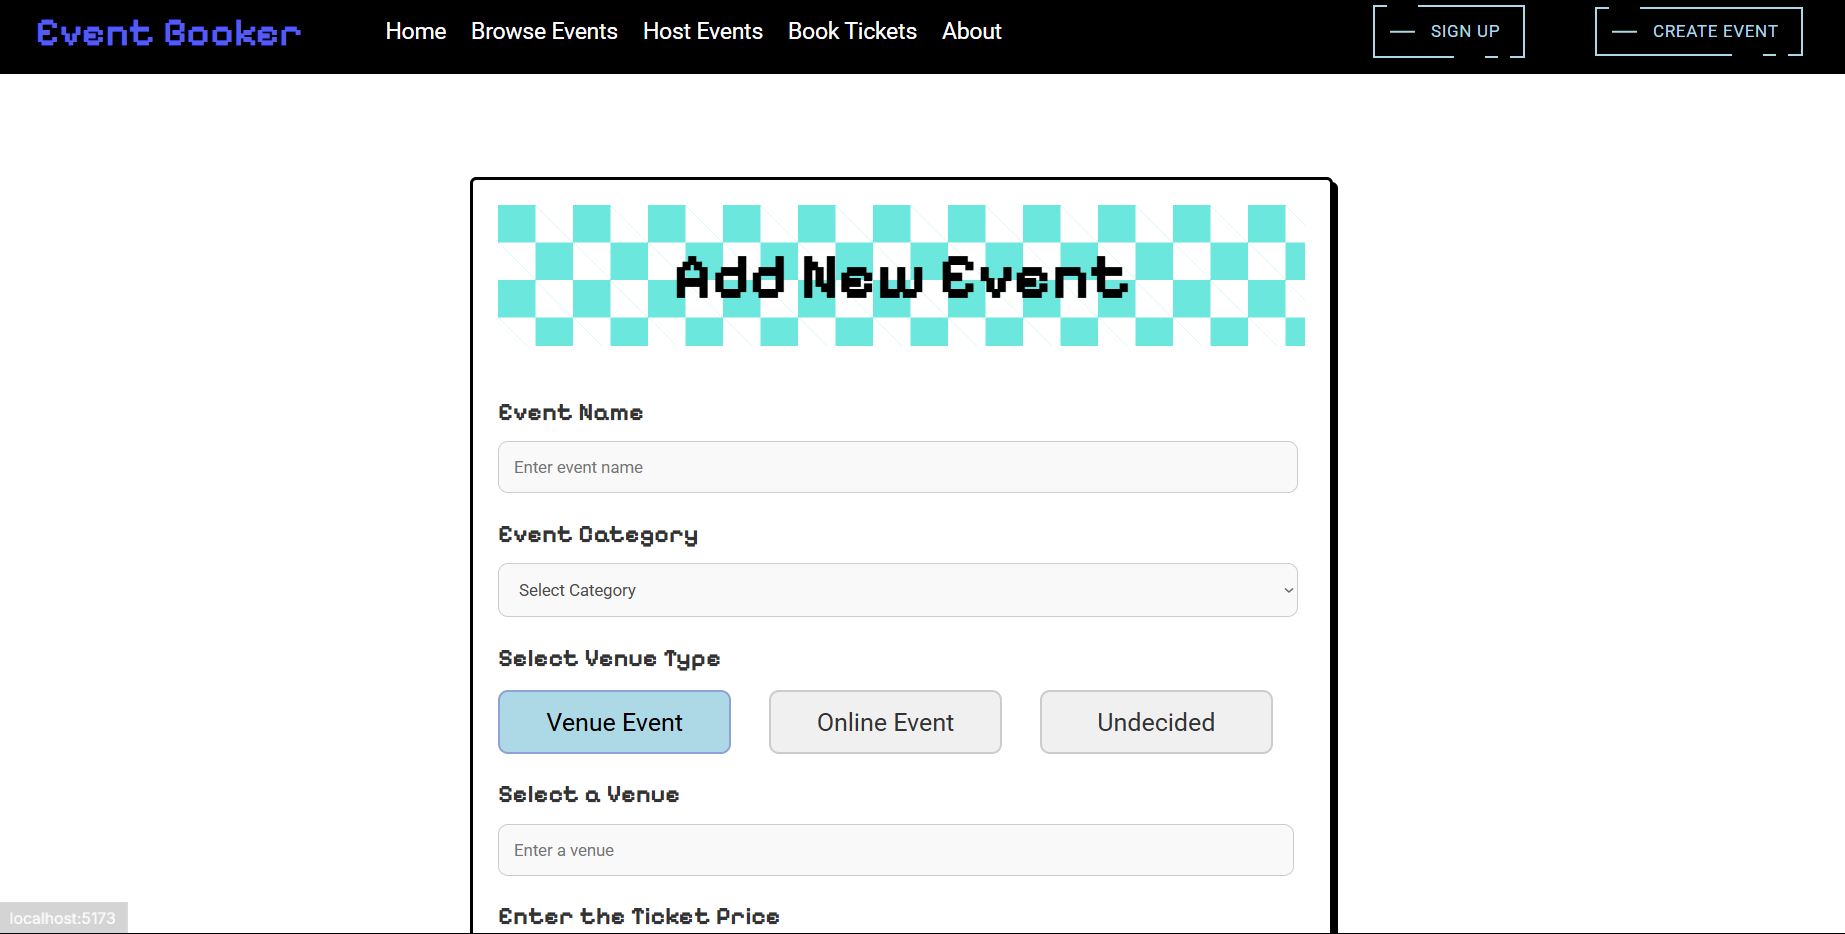 Event Booker
Home
Browse Events
Host Events
Book Tickets
About
SIGN UP
CREATE EVENT
Add New Event
Event Name
Enter event name
Event Category
Select Category
Select Venue Type
Venue Event
Online Event
Undecided
Select a Venue
Enter a venue
Enter the Ticket Price
localhost:5173